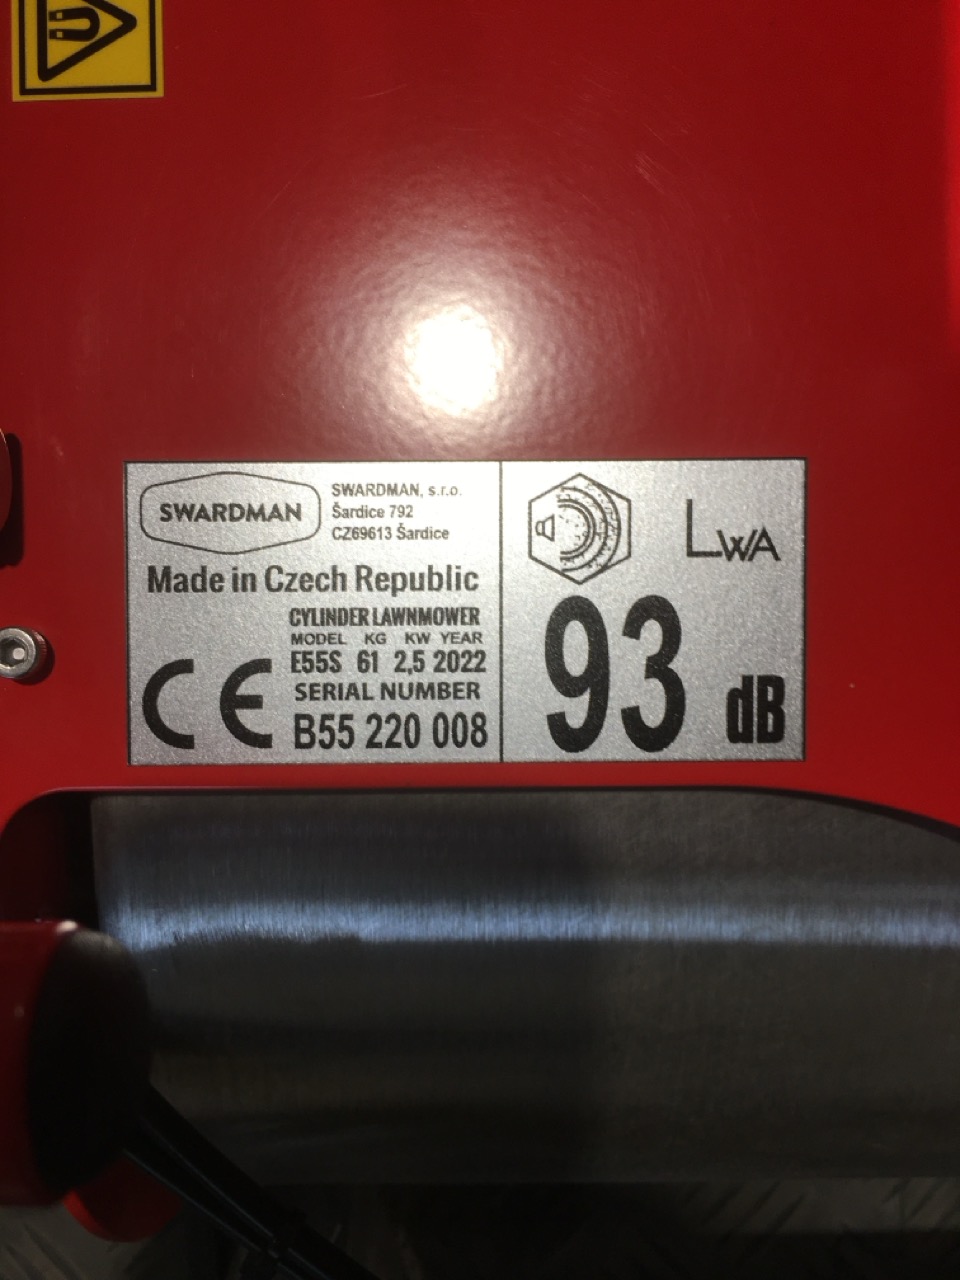 SWARDMAN
SWARDMAN, s.r.o.
Šardice 792
CZ69613 Šardice
Made in Czech Republic
CYLINDER LAWNMOWER
MODEL KG KW YEAR
E55S 61 2,5 2022
SERIAL NUMBER
B55 220 008
CE
LWA
93 dB